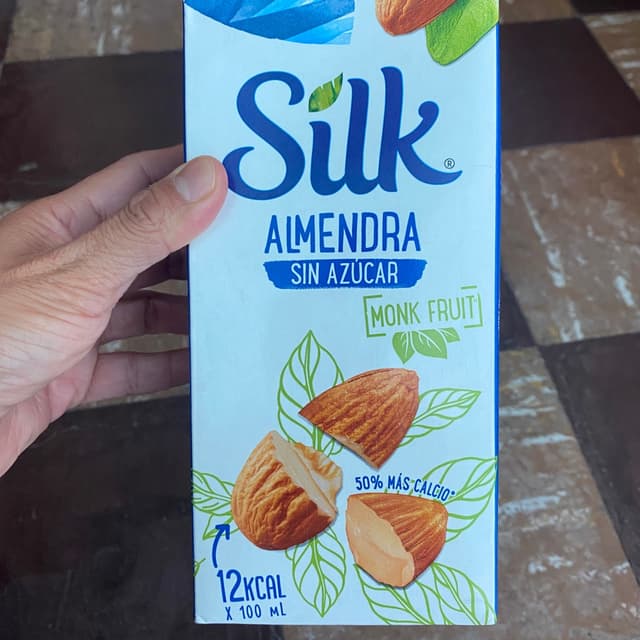 Silk®
ALMENDRA
SIN AZÚCAR
MONK FRUIT
50% MÁS CALCIO*
12KCAL
X 100 mL